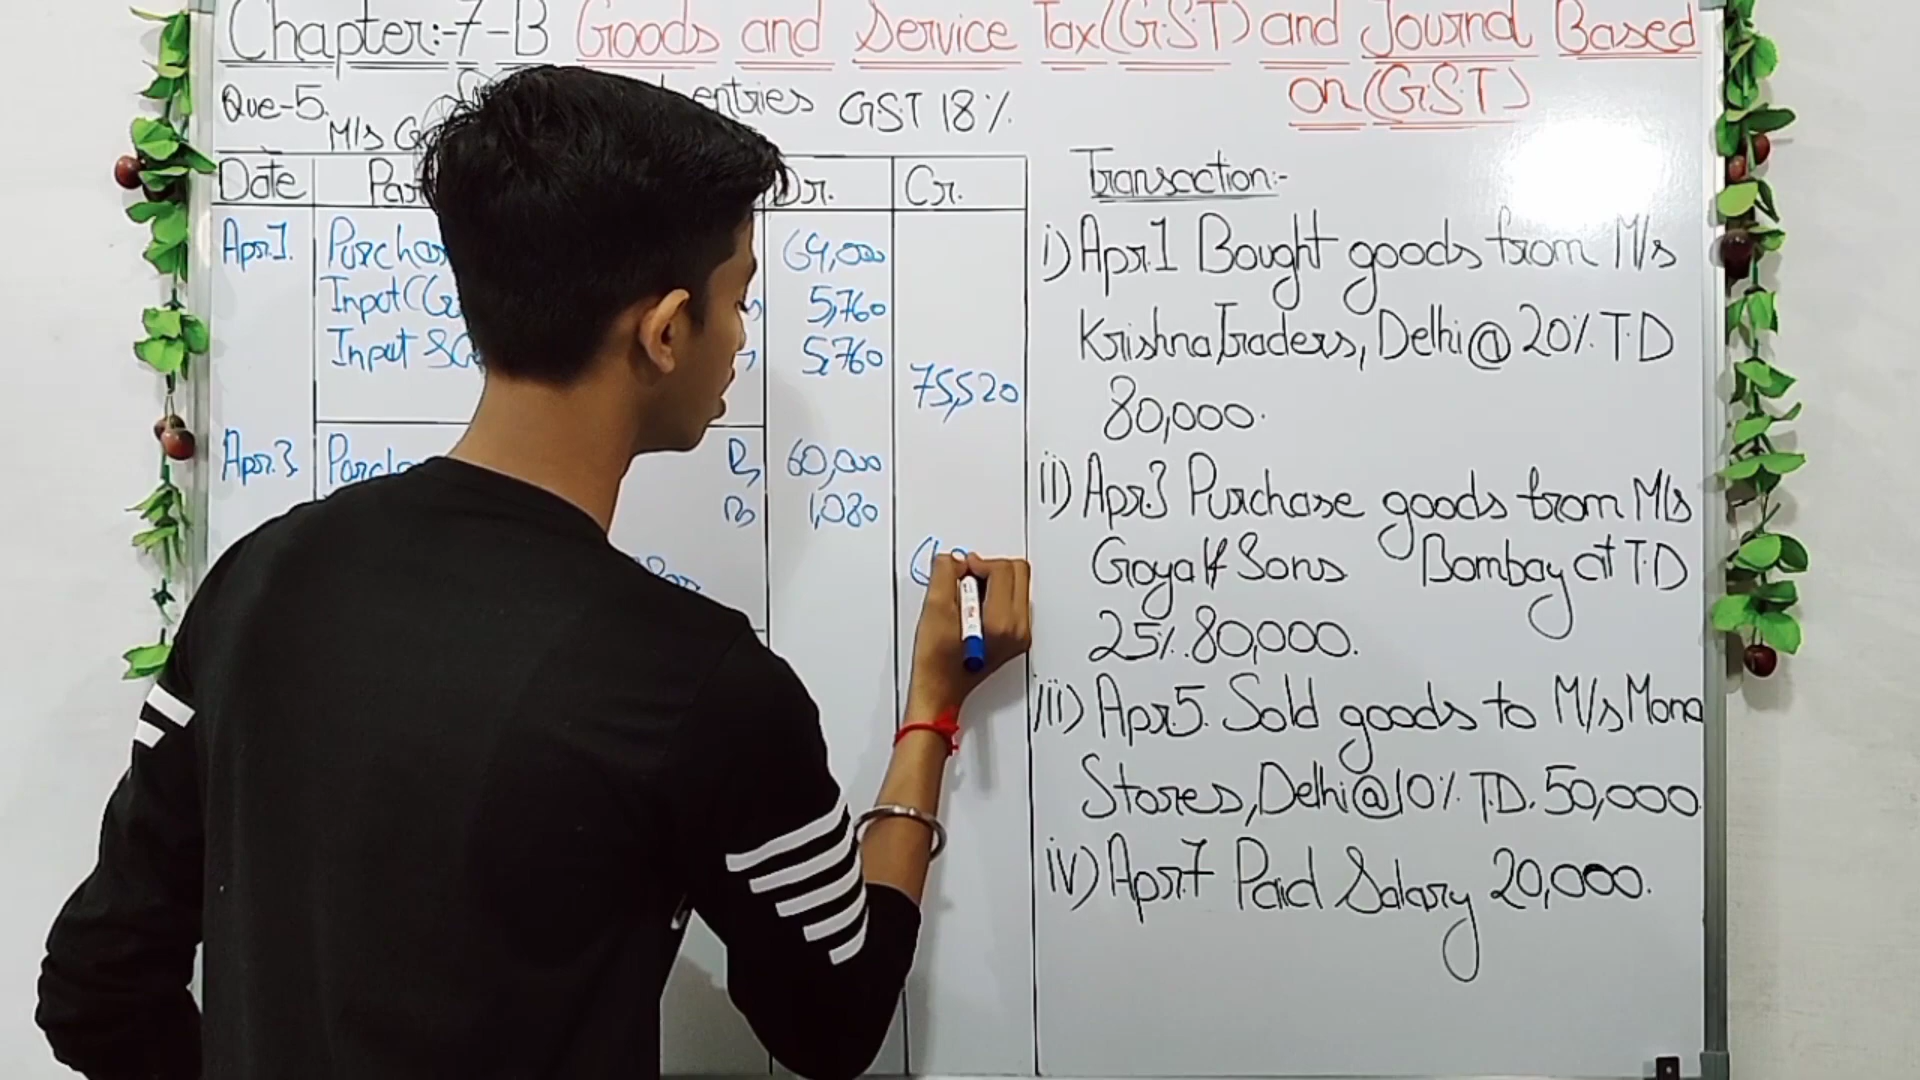 Chapter:-7-B Goods and Service Tax(G.S.T) and Journal Based
on (G.S.T)
Que-5. entries GST 18%
M/s
Date Dr. Cr.
Apr.1. 64,000
Input 5,760
Input 5,760
75,520
Apr.3 B, 60,000
B, 1,080
Transaction:-
i) Apr.1 Bought goods from M/s
Krishna Traders, Delhi @ 20% T.D
80,000.
ii) Apr.3 Purchase goods from M/s
Goyal & Sons Bombay at T.D
25% 80,000.
iii) Apr5. Sold goods to M/s Mona
Stores, Delhi @ 10% T.D. 50,000.
iv) Apr.7 Paid Salary 20,000.